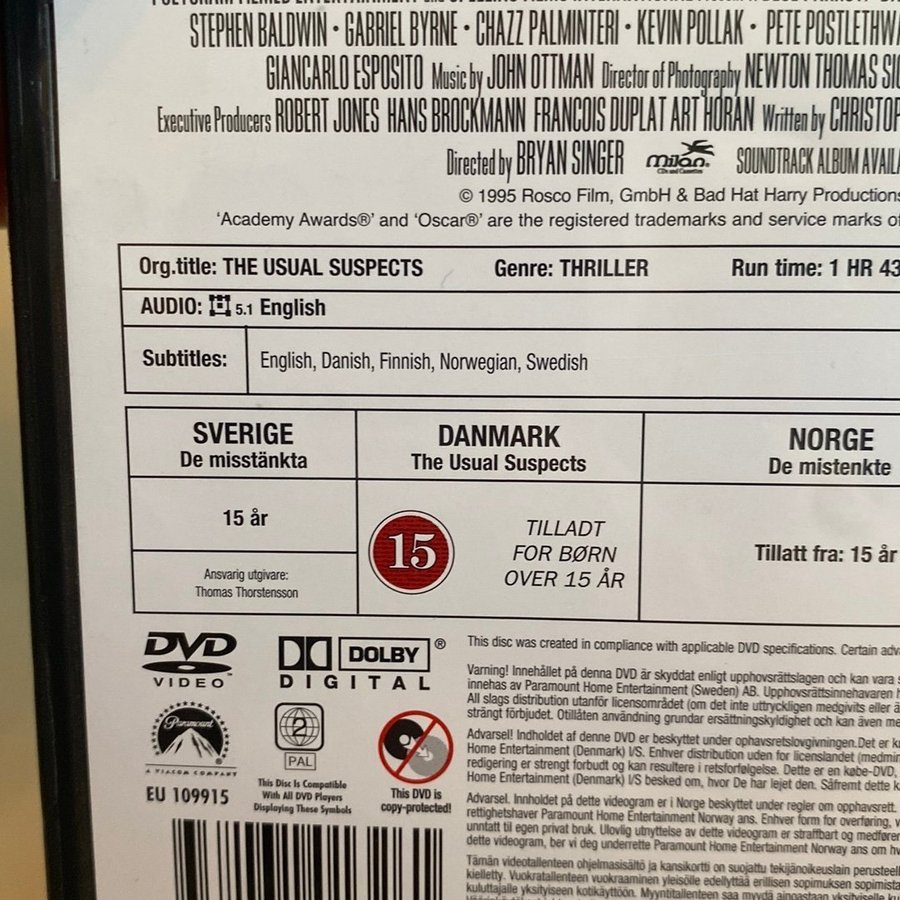 STEPHEN BALDWIN • GABRIEL BYRNE • CHAZZ PALMINTERI • KEVIN POLLAK • PETE POSTLETHWA
GIANCARLO ESPOSITO Music by JOHN OTTMAN Director of Photography NEWTON THOMAS SI
Executive Producers ROBERT JONES HANS BROCKMANN FRANCOIS DUPLAT ART HORAN Written by CHRISTOP
Directed by BRYAN SINGER milan CDs and Cassettes SOUNDTRACK ALBUM AVAIL
© 1995 Rosco Film, GmbH & Bad Hat Harry Productions
'Academy Awards®' and 'Oscar®' are the registered trademarks and service marks of
Org.title: THE USUAL SUSPECTS Genre: THRILLER Run time: 1 HR 43
AUDIO: 5.1 English
Subtitles: English, Danish, Finnish, Norwegian, Swedish
SVERIGE
De misstänkta
15 år
Ansvarig utgivare:
Thomas Thorstensson
DANMARK
The Usual Suspects
15
TILLADT
FOR BØRN
OVER 15 ÅR
NORGE
De mistenkte
Tillatt fra: 15 år
DVD
VIDEO™
DOLBY®
DIGITAL
Paramount
A VIACOM COMPANY
EU 109915
2
PAL
This Disc Is Compatible
With All DVD Players
Displaying These Symbols
This DVD is
copy-protected!
This disc was created in compliance with applicable DVD specifications. Certain adv
Varning! Innehållet på denna DVD är skyddat enligt upphovsrättslagen och kan vara
innehas av Paramount Home Entertainment (Sweden) AB. Upphovsrättsinnehavaren
All slags distribution utanför licensområdet (om det inte uttryckligen medgivits eller
strängt förbjudet. Otillåten användning grundar ersättningskyldighet och kan även me
Advarsel! Indholdet af denne DVD er beskyttet under ophavsretslovgivningen.Det er
Home Entertainment (Denmark) I/S. Enhver distribution uden for licenslandet (medmin
redigering er strengt forbudt og kan resultere i retsforfølgelse. Dette er en købe-DVD,
Home Entertainment (Denmark) I/S besked om, hvor De har lejet den. Såfremt dette
Advarsel. Innholdet på dette videogram er i Norge beskyttet under regler om opphavsrett.
rettighetshaver Paramount Home Entertainment Norway ans. Enhver form for overføring,
unntatt til egen privat bruk. Ulovlig utnyttelse av dette videogram er straffbart og medfører
dette videogram, ber vi deg underrette Paramount Home Entertainment Norway ans om
Tämän videotallenteen ohjelmasisältö ja kansikortti on suojattu tekijänoikeuslain
kielletty. Vuokratallenteen vuokraaminen yleisölle edellyttää erillisen sopimuksen
kuluttajalle yksityiseen kotikäyttöön. Myyntitallenteen saa myydä ainoastaan yksityiselle